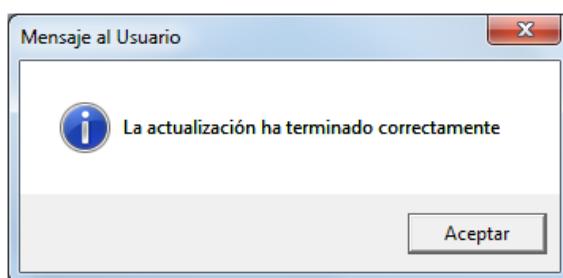 Mensaje al Usuario
La actualización ha terminado correctamente
Aceptar